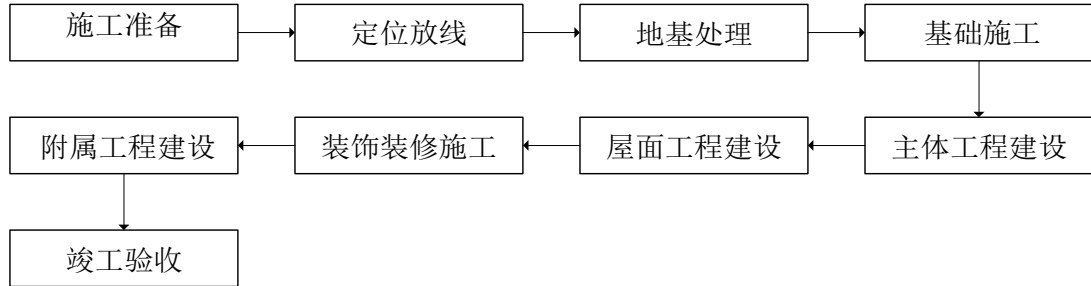 施工准备
定位放线
地基处理
基础施工
主体工程建设
屋面工程建设
装饰装修施工
附属工程建设
竣工验收